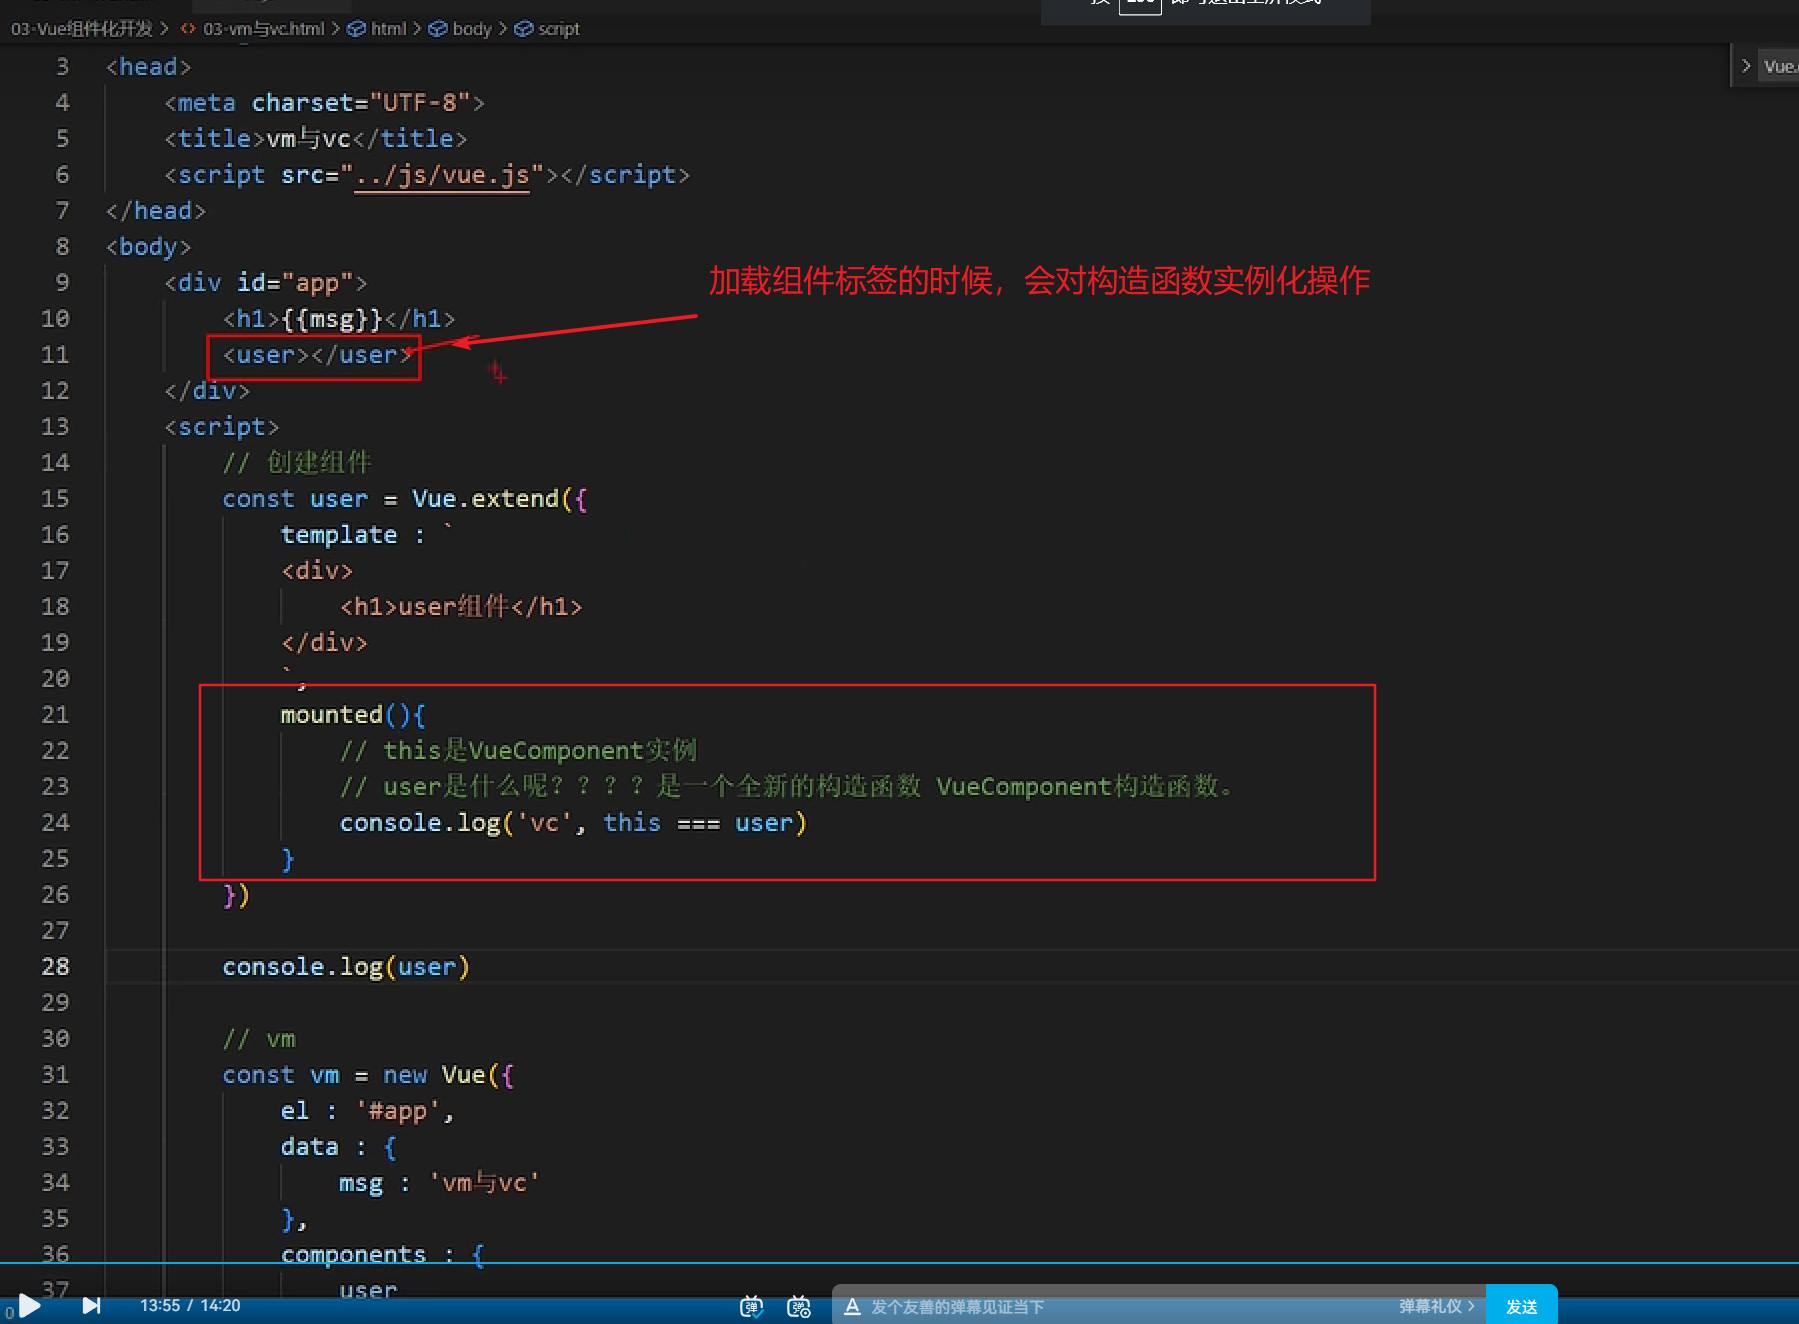 03-Vue组件化开发 > <> 03-vm与vc.html > html > body > script
Vue.
3 <head>
4 <meta charset="UTF-8">
5 <title>vm与vc</title>
6 <script src="../js/vue.js"></script>
7 </head>
8 <body>
9 <div id="app">
加载组件标签的时候，会对构造函数实例化操作
10 <h1>{{msg}}</h1>
11 <user></user>
12 </div>
13 <script>
14 // 创建组件
15 const user = Vue.extend({
16 template : `
17 <div>
18 <h1>user组件</h1>
19 </div>
20 `,
21 mounted(){
22 // this是VueComponent实例
23 // user是什么呢？？？？是一个全新的构造函数 VueComponent构造函数。
24 console.log('vc', this === user)
25 }
26 })
27
28 console.log(user)
29
30 // vm
31 const vm = new Vue({
32 el : '#app',
33 data : {
34 msg : 'vm与vc'
35 },
36 components : {
37 user
0
13:55 / 14:20
弹 弹
A 发个友善的弹幕见证当下
弹幕礼仪 >
发送